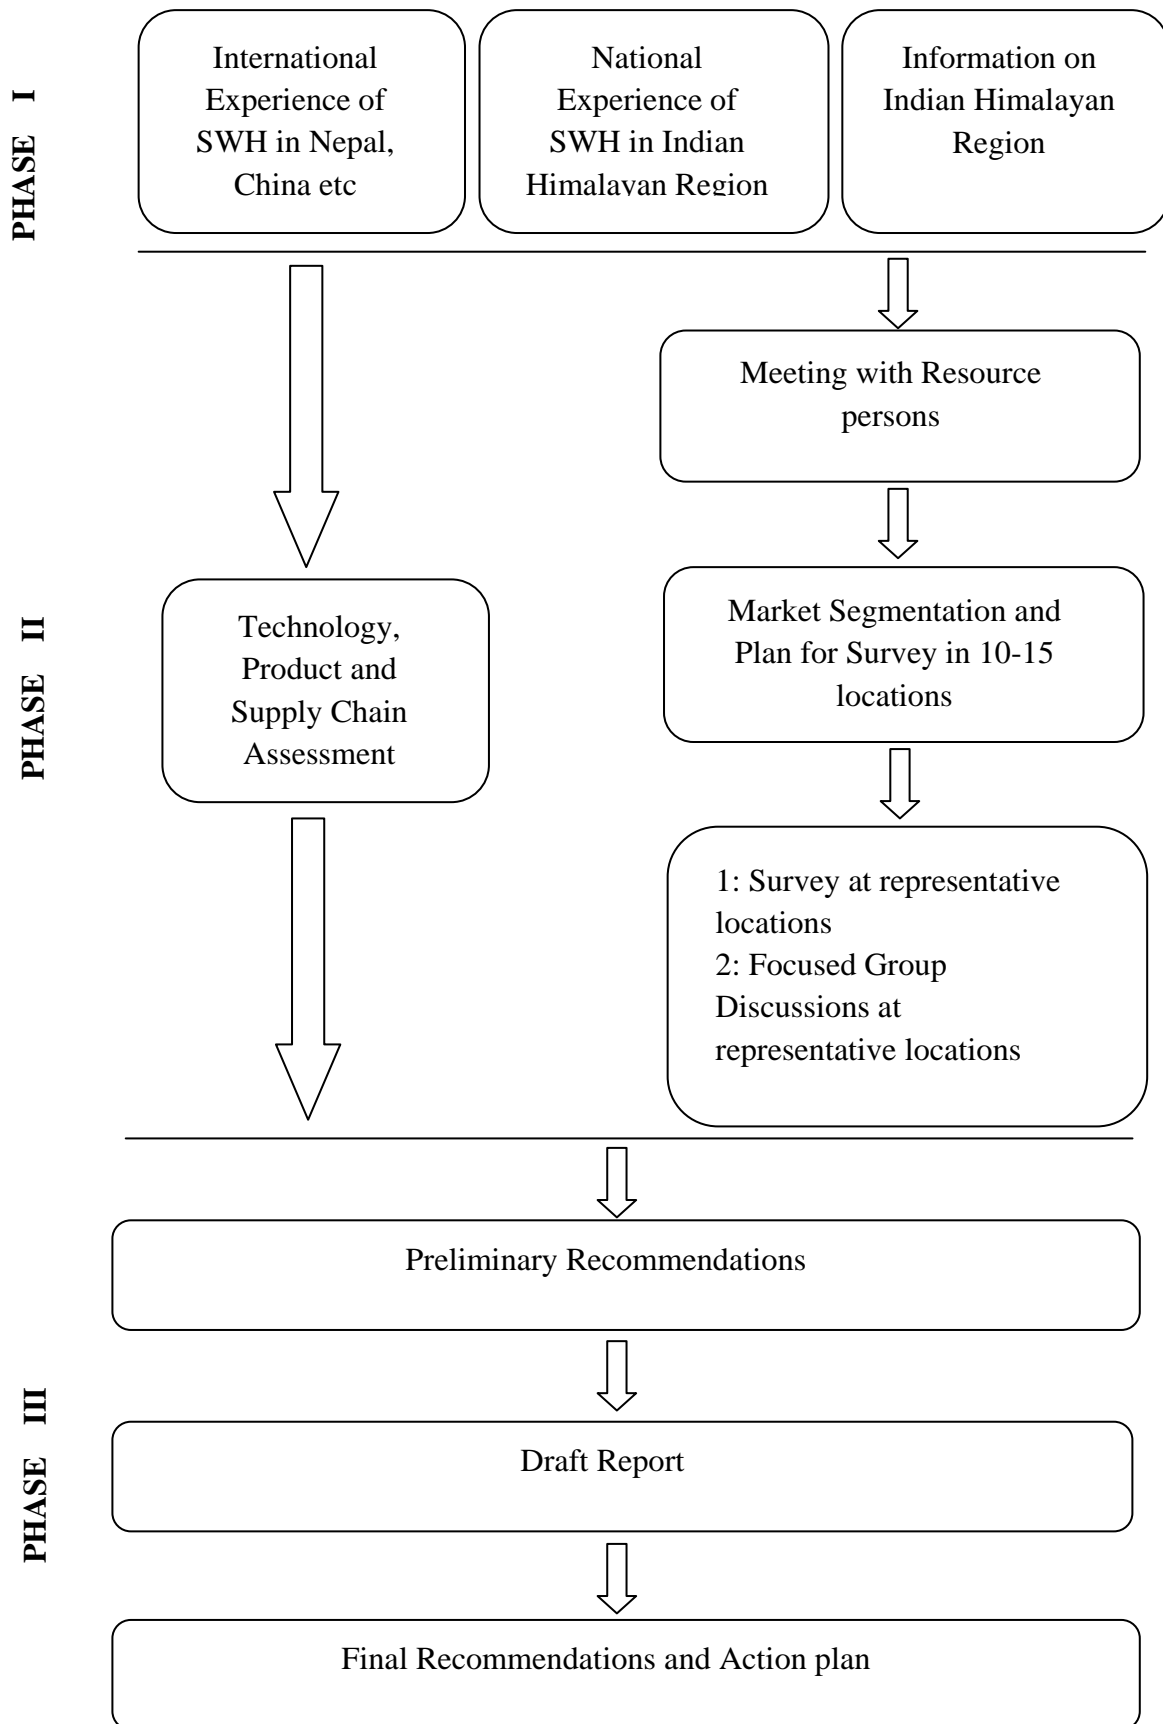 PHASE I
International
Experience of
SWH in Nepal,
China etc
National
Experience of
SWH in Indian
Himalayan Region
Information on
Indian Himalayan
Region
Meeting with Resource
persons
PHASE II
Technology,
Product and
Supply Chain
Assessment
Market Segmentation and
Plan for Survey in 10-15
locations
1: Survey at representative
locations
2: Focused Group
Discussions at
representative locations
PHASE III
Preliminary Recommendations
Draft Report
Final Recommendations and Action plan